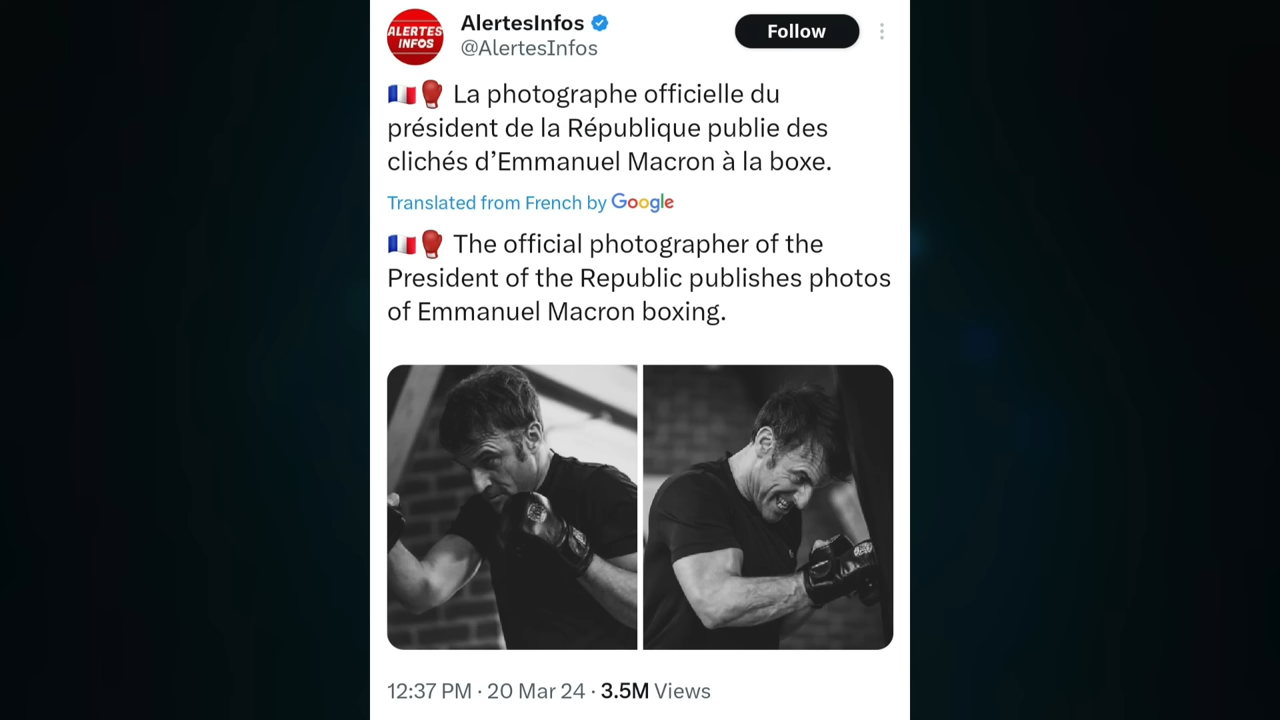 ALERTES
INFOS
AlertesInfos
@AlertesInfos
Follow
🇫🇷🥊 La photographe officielle du
président de la République publie des
clichés d’Emmanuel Macron à la boxe.
Translated from French by Google
🇫🇷🥊 The official photographer of the
President of the Republic publishes photos
of Emmanuel Macron boxing.
12:37 PM · 20 Mar 24 · 3.5M Views